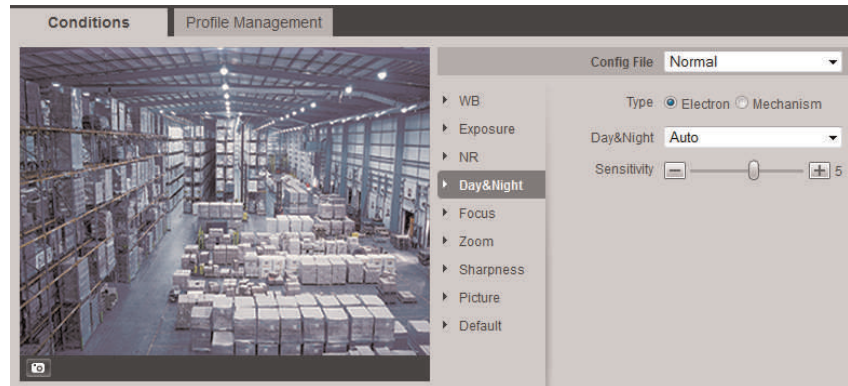 Conditions
Profile Management
Config File Normal
WB
Exposure
NR
Day&Night
Focus
Zoom
Sharpness
Picture
Default
Type Electron Mechanism
Day&Night Auto
Sensitivity 5